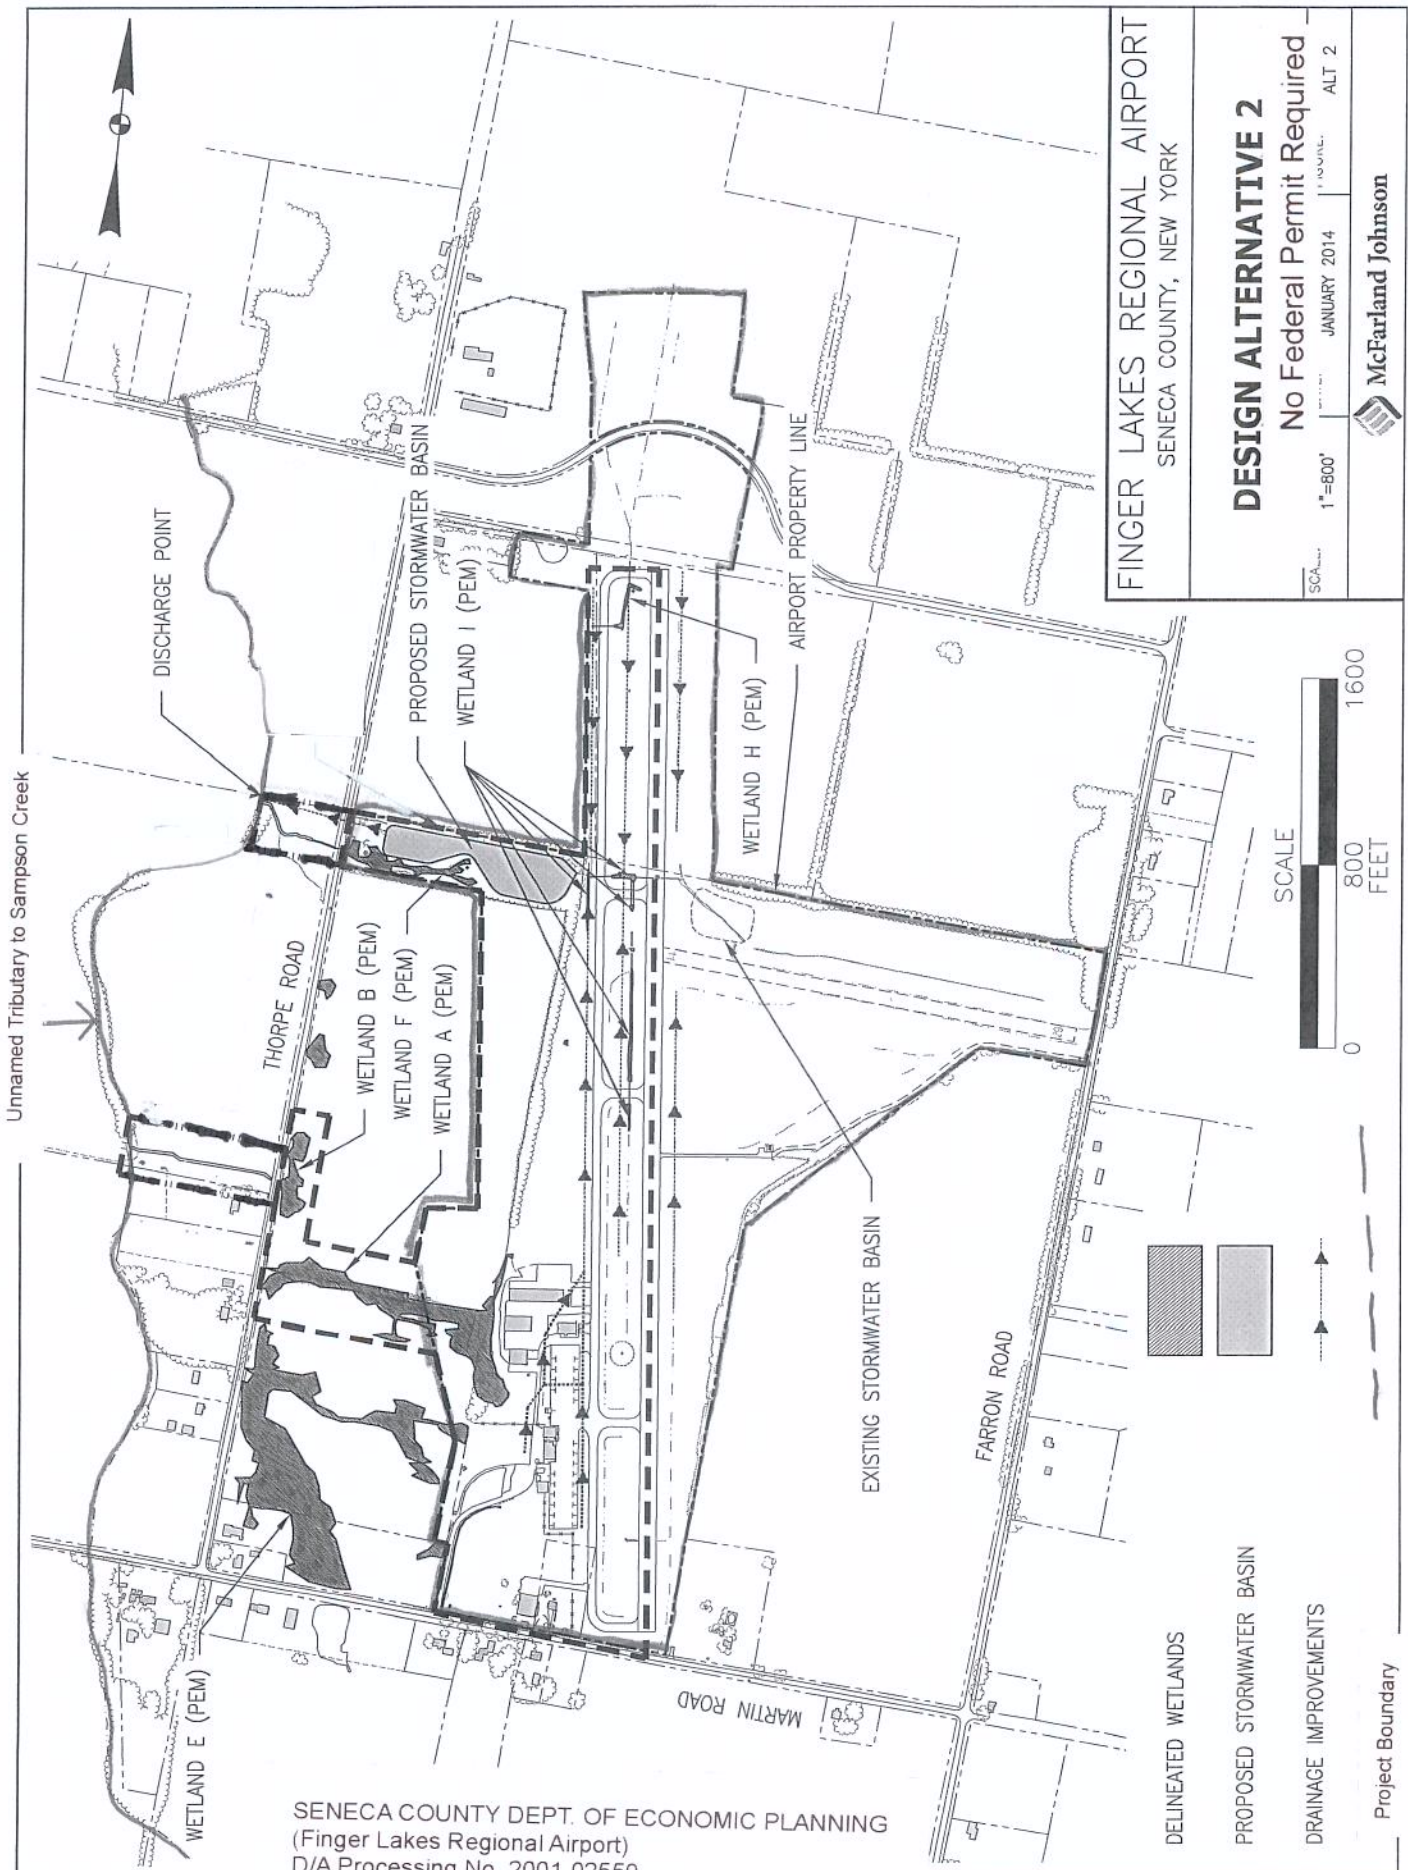 Unnamed Tributary to Sampson Creek
DISCHARGE POINT
PROPOSED STORMWATER BASIN
WETLAND I (PEM)
THORPE ROAD
WETLAND B (PEM)
WETLAND F (PEM)
WETLAND A (PEM)
WETLAND H (PEM)
AIRPORT PROPERTY LINE
EXISTING STORMWATER BASIN
FARRON ROAD
MARTIN ROAD
WETLAND E (PEM)
SCALE
0 800 1600
FEET
DELINEATED WETLANDS
PROPOSED STORMWATER BASIN
DRAINAGE IMPROVEMENTS
Project Boundary
FINGER LAKES REGIONAL AIRPORT
SENECA COUNTY, NEW YORK
DESIGN ALTERNATIVE 2
No Federal Permit Required
1"=800' JANUARY 2014 ALT 2
McFarland Johnson
SENECA COUNTY DEPT. OF ECONOMIC PLANNING
(Finger Lakes Regional Airport)
D/A Processing No. 2001-02559